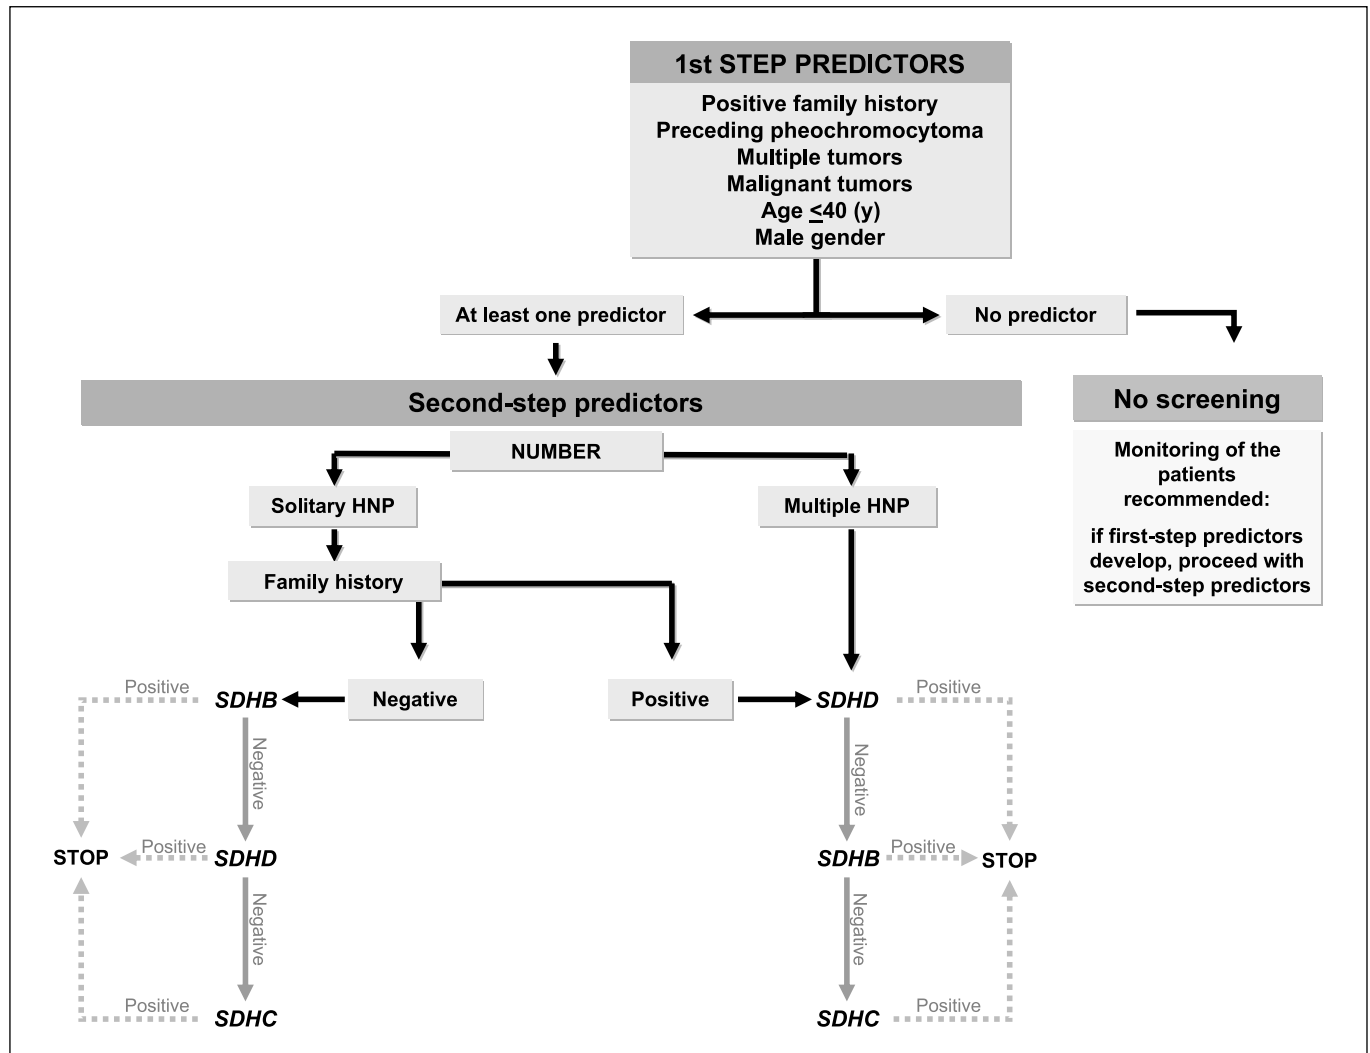 1st STEP PREDICTORS
Positive family history
Preceding pheochromocytoma
Multiple tumors
Malignant tumors
Age ≤40 (y)
Male gender
At least one predictor
No predictor
Second-step predictors
No screening
Monitoring of the
patients
recommended:
if first-step predictors
develop, proceed with
second-step predictors
NUMBER
Solitary HNP
Multiple HNP
Family history
Positive
SDHB
Negative
Positive
SDHD
Positive
Negative
Negative
STOP
Positive
SDHD
SDHB
Positive
STOP
Negative
Negative
Positive
SDHC
SDHC
Positive